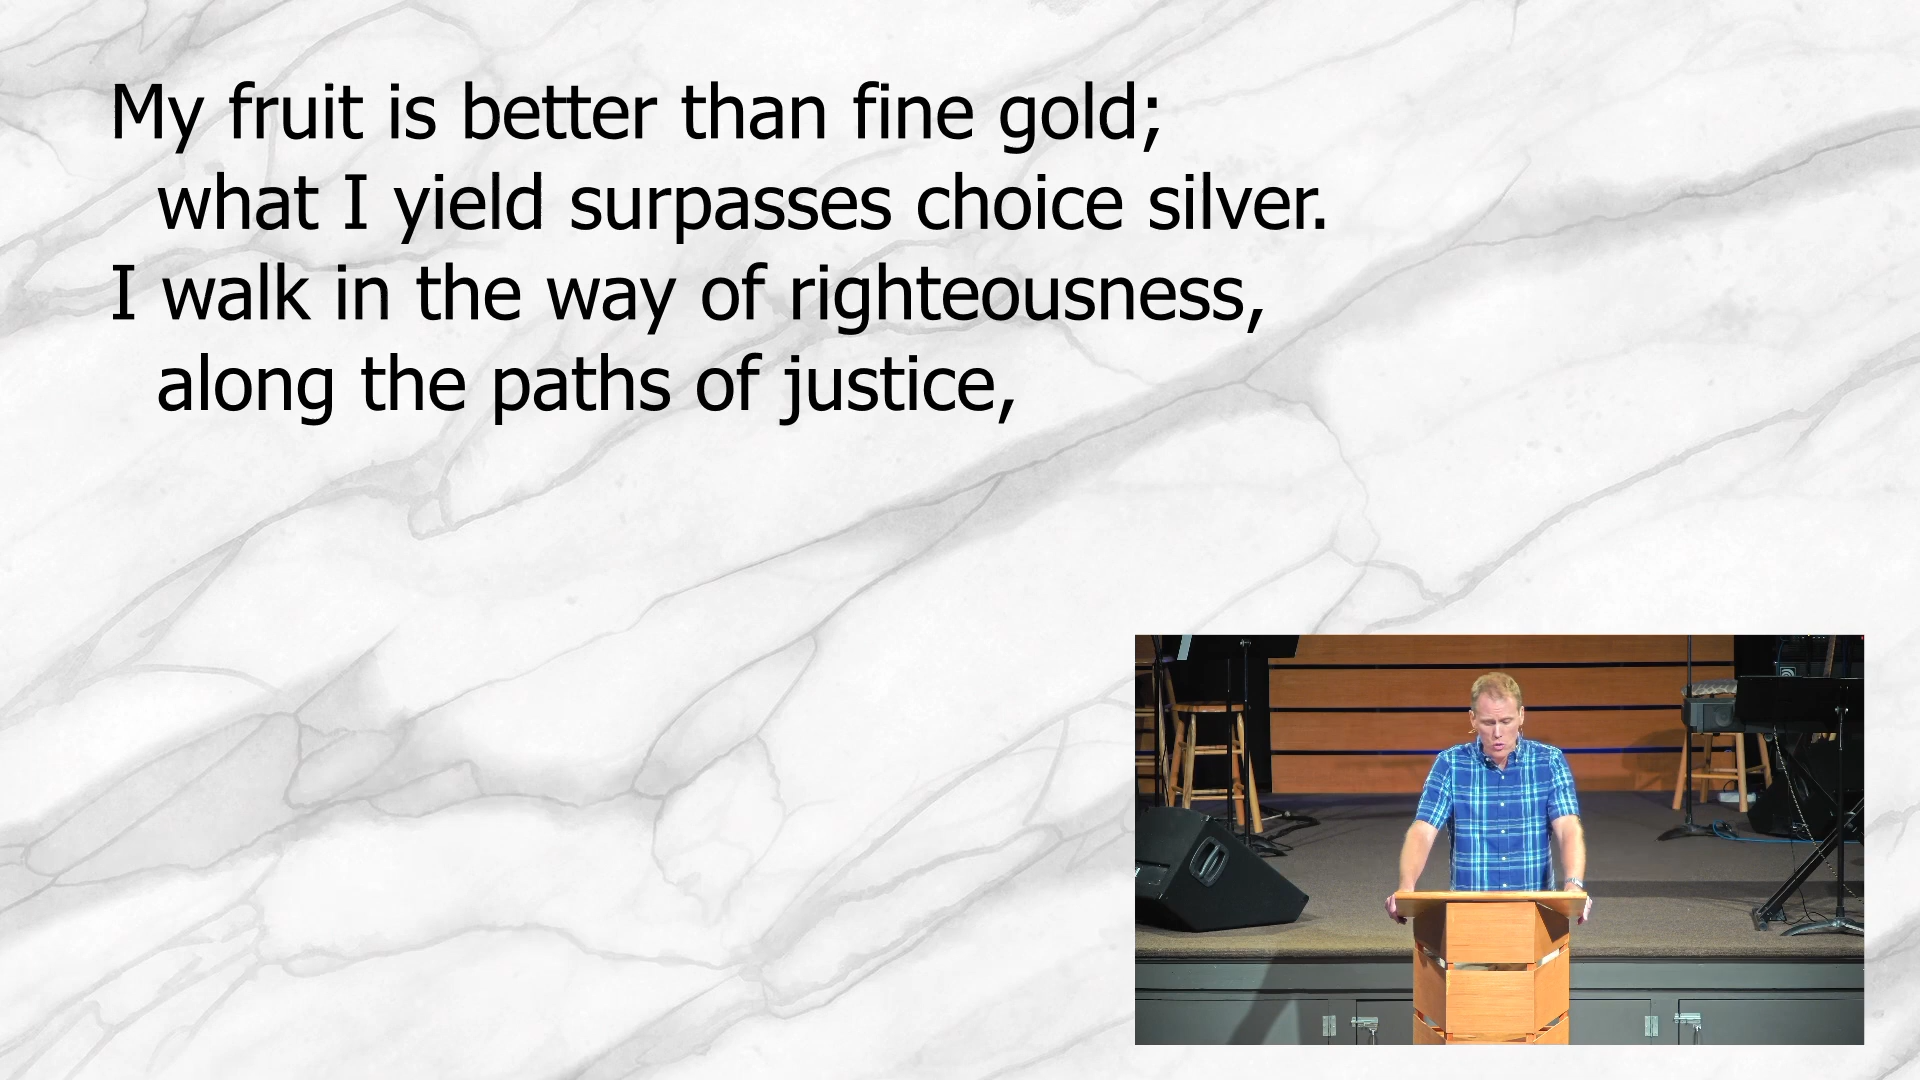 My fruit is better than fine gold;
what I yield surpasses choice silver.
I walk in the way of righteousness,
along the paths of justice,